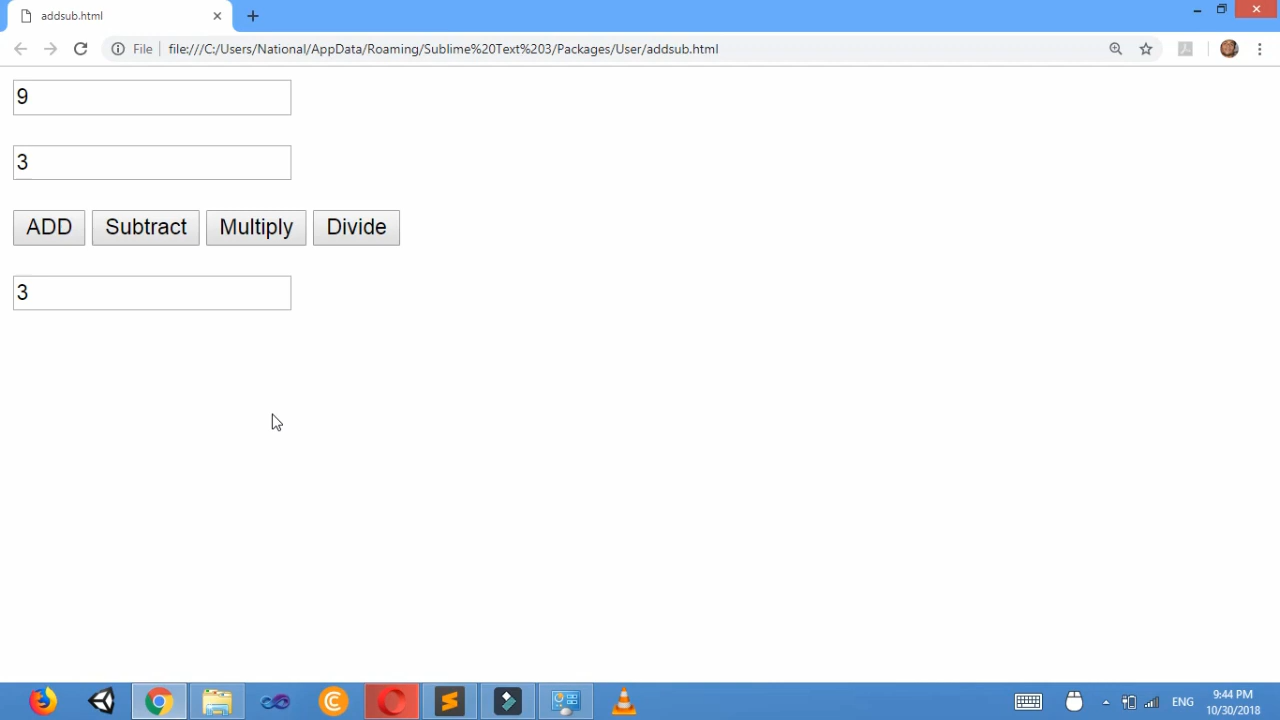 addsub.html
File file:///C:/Users/National/AppData/Roaming/Sublime%20Text%203/Packages/User/addsub.html
9
3
ADD Subtract Multiply Divide
3
ENG
9:44 PM
10/30/2018